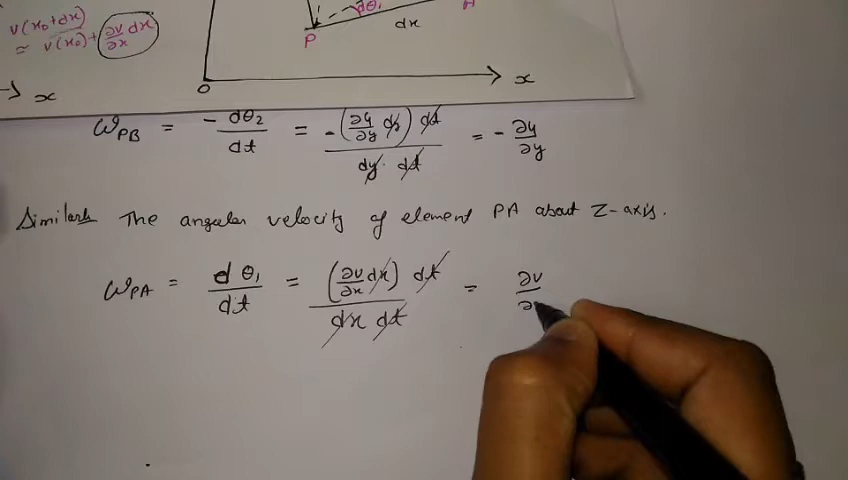 v(x₀+dx)
≃ v(x₀) + ∂v/∂x dx
x
P
dθ₁
dx
A
O
x
ω_PB = -dθ₂/dt = -(∂u/∂y dy) dt / dy · dt = - ∂u/∂y
Similarly The angular velocity of element PA about Z-axis.
ω_PA = dθ₁/dt = (∂v/∂x dx) dt / dx dt = ∂v/∂